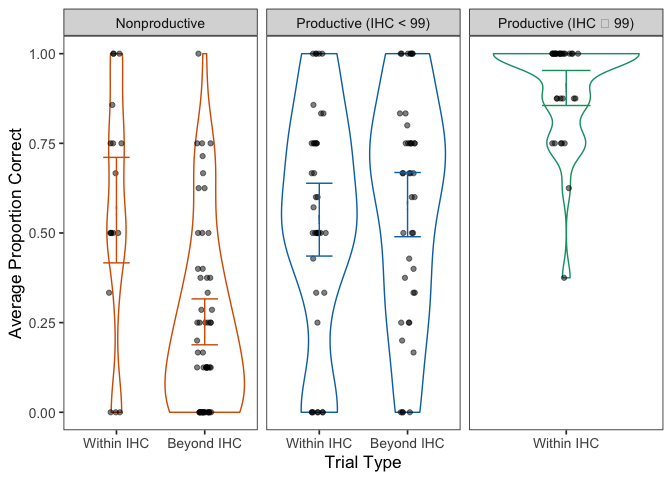 Nonproductive
Productive (IHC < 99)
Productive (IHC □ 99)
Average Proportion Correct
1.00
0.75
0.50
0.25
0.00
Within IHC
Beyond IHC
Within IHC
Beyond IHC
Within IHC
Trial Type